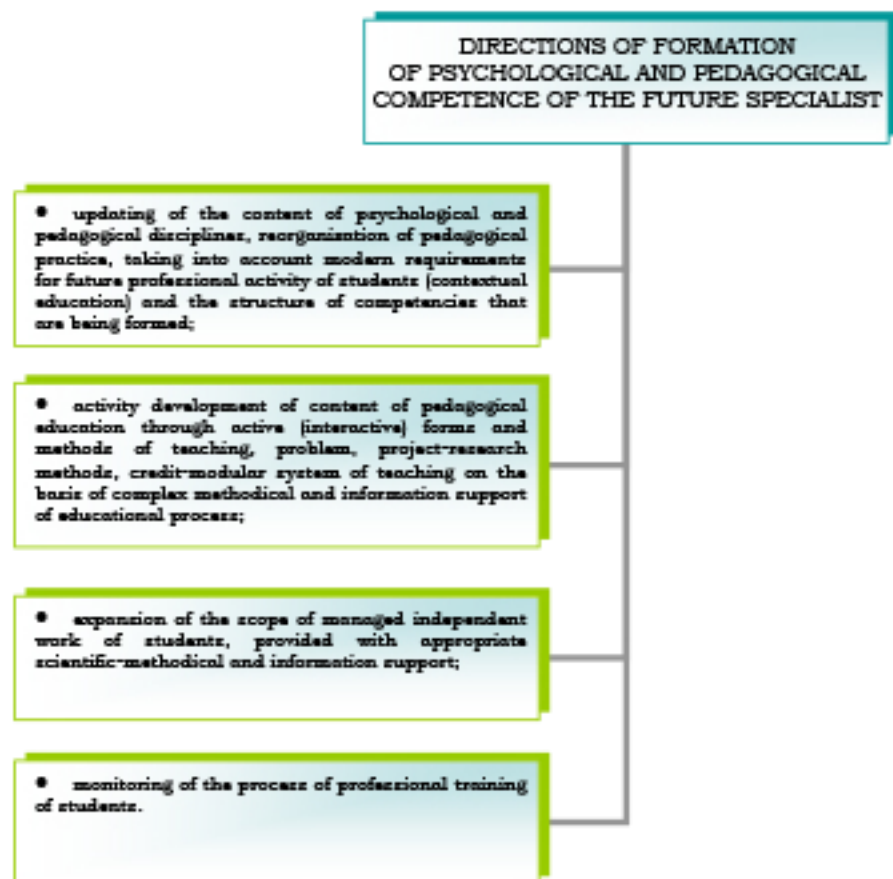 DIRECTIONS OF FORMATION
OF PSYCHOLOGICAL AND PEDAGOGICAL
COMPETENCE OF THE FUTURE SPECIALIST
• updating of the content of psychological and
pedagogical disciplines, reorganization of pedagogical
practice, taking into account modern requirements
for future professional activity of students (contextual
education) and the structure of competencies that
are being formed;
• activity development of content of pedagogical
education through active (interactive) forms and
methods of teaching, problem, project-research
methods, credit-modular system of teaching on the
basis of complex methodical and information support
of educational process;
• expansion of the scope of managed independent
work of students, provided with appropriate
scientific-methodical and information support;
• monitoring of the process of professional training
of students.